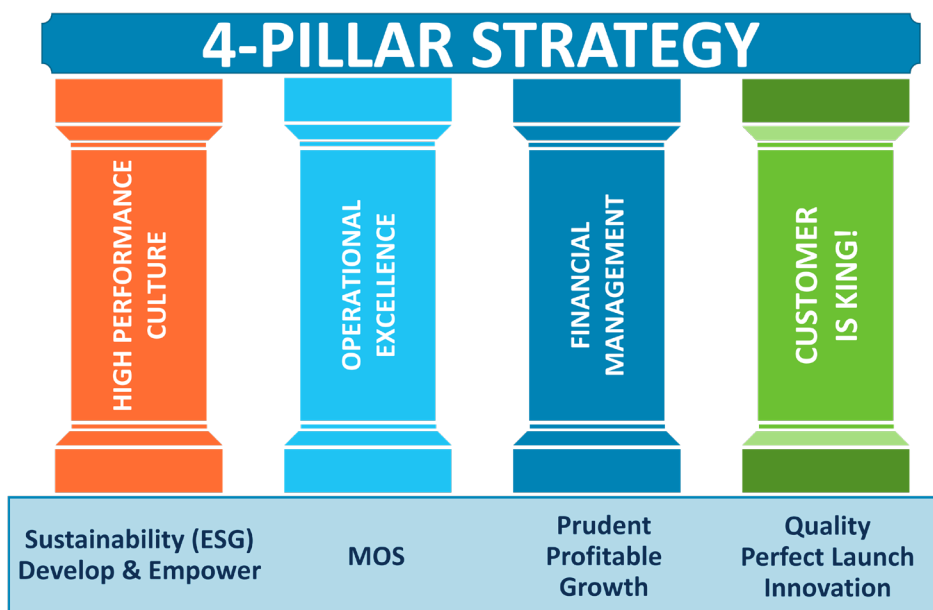 4-PILLAR STRATEGY
HIGH PERFORMANCE
CULTURE
OPERATIONAL
EXCELLENCE
FINANCIAL
MANAGEMENT
CUSTOMER
IS KING!
Sustainability (ESG)
Develop & Empower
MOS
Prudent
Profitable
Growth
Quality
Perfect Launch
Innovation